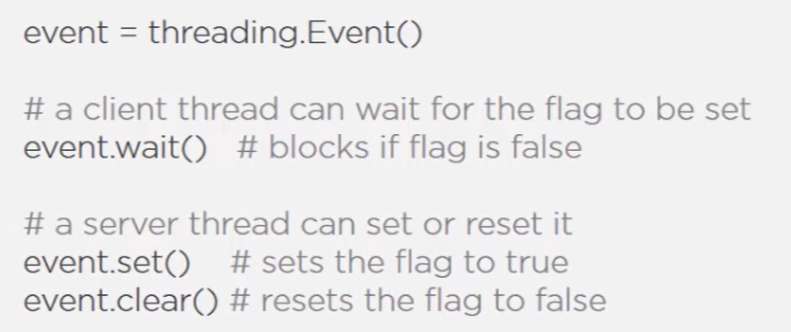 event = threading.Event()
# a client thread can wait for the flag to be set
event.wait() # blocks if flag is false
# a server thread can set or reset it
event.set() # sets the flag to true
event.clear() # resets the flag to false